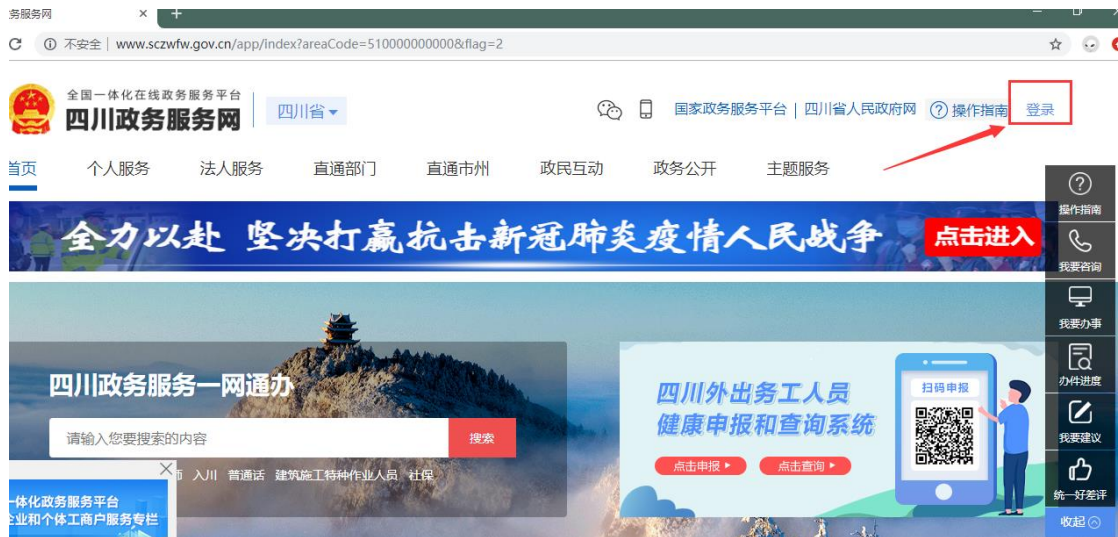 务服务网
不安全 | www.sczwfw.gov.cn/app/index?areaCode=510000000000&flag=2
全国一体化在线政务服务平台
四川政务服务网
四川省
国家政务服务平台 | 四川省人民政府网
操作指南
登录
首页 个人服务 法人服务 直通部门 直通市州 政民互动 政务公开 主题服务
全力以赴 坚决打赢抗击新冠肺炎疫情人民战争
点击进入
操作指南
我要咨询
我要办事
办件进度
我要建议
统一好差评
收起
四川政务服务一网通办
请输入您要搜索的内容
搜索
入川 普通话 建筑施工特种作业人员 社保
四川外出务工人员
健康申报和查询系统
点击申报
点击查询
扫码申报
一体化政务服务平台
企业和个体工商户服务专栏